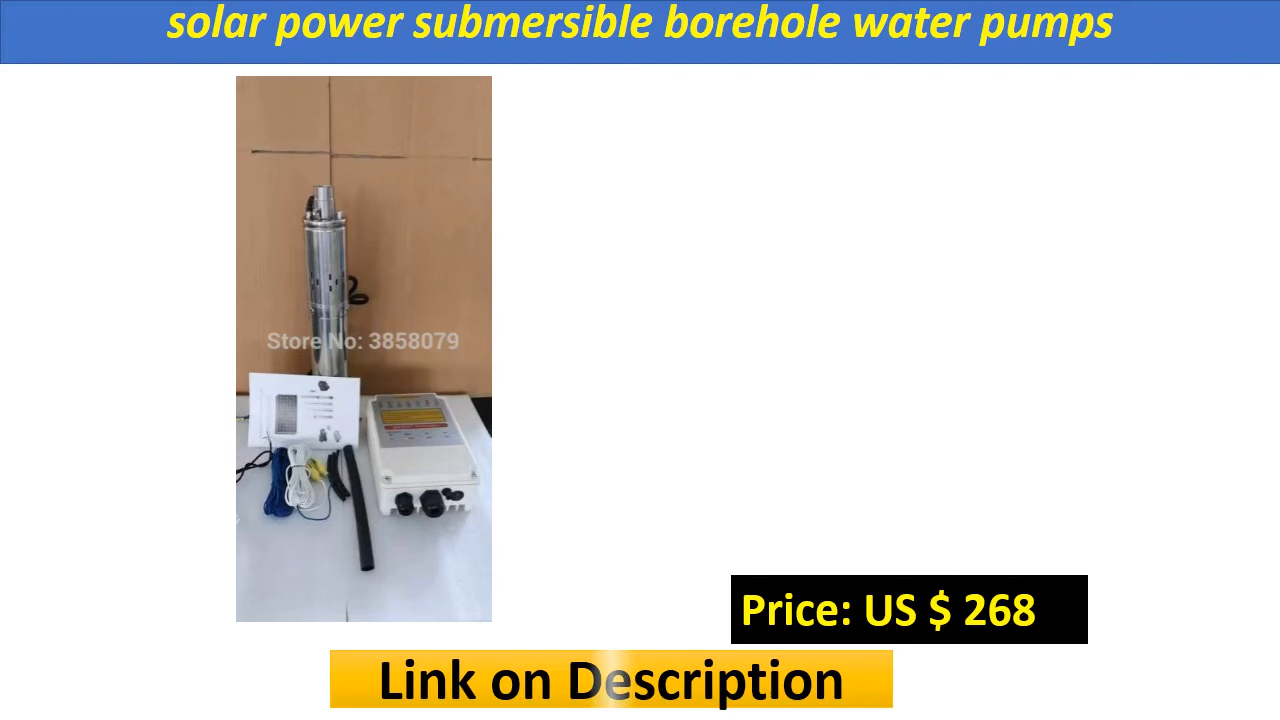 solar power submersible borehole water pumps
Store No: 3858079
Price: US $ 268
Link on Description